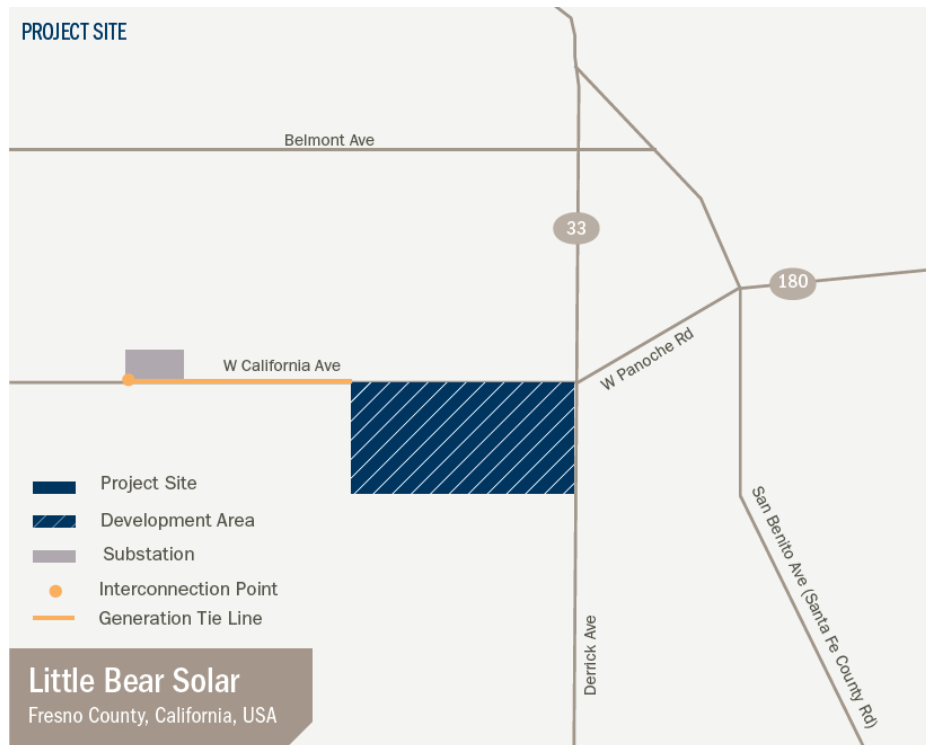 PROJECT SITE
Belmont Ave
33
180
W California Ave
W Panoche Rd
Project Site
Development Area
Substation
Interconnection Point
Generation Tie Line
San Benito Ave (Santa Fe County Rd)
Derrick Ave
Little Bear Solar
Fresno County, California, USA